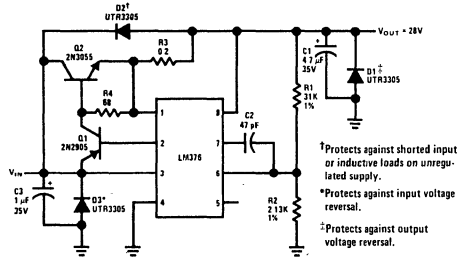 D2†
UTR3305
VOUT = 28V
Q2
2N3055
R3
0.2
C1
4.7 µF
35V
D1‡
UTR3305
R4
68
R1
31K
1%
C2
47 pF
1
8
Q1
2N2905
2
7
LM376
VIN
3
6
4
5
C3
1 µF
35V
D3*
UTR3305
R2
2.13K
1%
†Protects against shorted input
or inductive loads on unregu-
lated supply.
*Protects against input voltage
reversal.
‡Protects against output
voltage reversal.